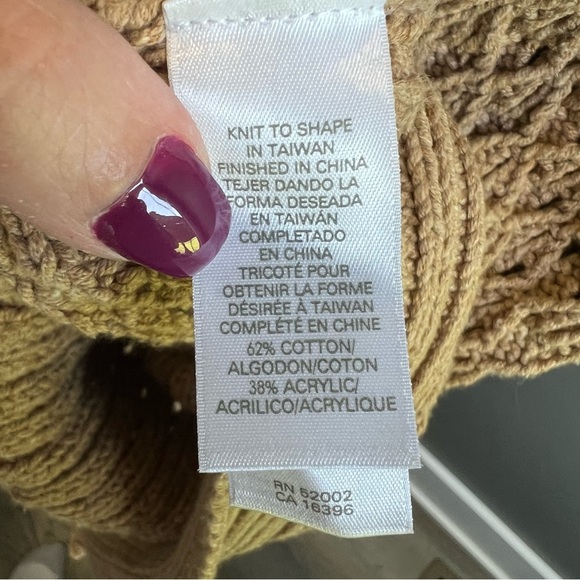 KNIT TO SHAPE
IN TAIWAN
FINISHED IN CHINA
TEJER DANDO LA
FORMA DESEADA
EN TAIWÁN
COMPLETADO
EN CHINA
TRICOTÉ POUR
OBTENIR LA FORME
DÉSIRÉE À TAIWAN
COMPLÉTÉ EN CHINE
62% COTTON/
ALGODON/COTON
38% ACRYLIC/
ACRILICO/ACRYLIQUE
RN 52002
CA 16396